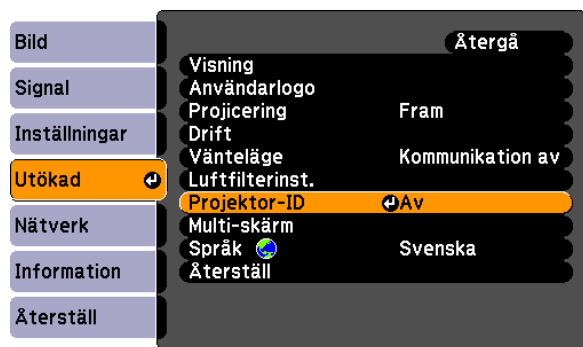 Bild
Signal
Inställningar
Utökad
Nätverk
Information
Återställ
Återgå
Visning
Användarlogo
Projicering Fram
Drift
Vänteläge Kommunikation av
Luftfilterinst.
Projektor-ID Av
Multi-skärm
Språk Svenska
Återställ